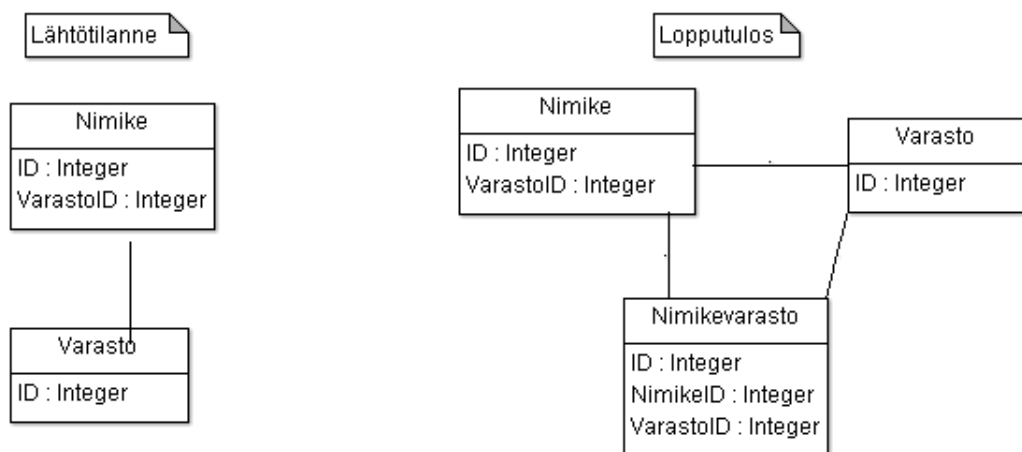 Lähtötilanne
Nimike
ID : Integer
VarastoID : Integer
Varasto
ID : Integer
Lopputulos
Nimike
ID : Integer
VarastoID : Integer
Varasto
ID : Integer
Nimikevarasto
ID : Integer
NimikeID : Integer
VarastoID : Integer